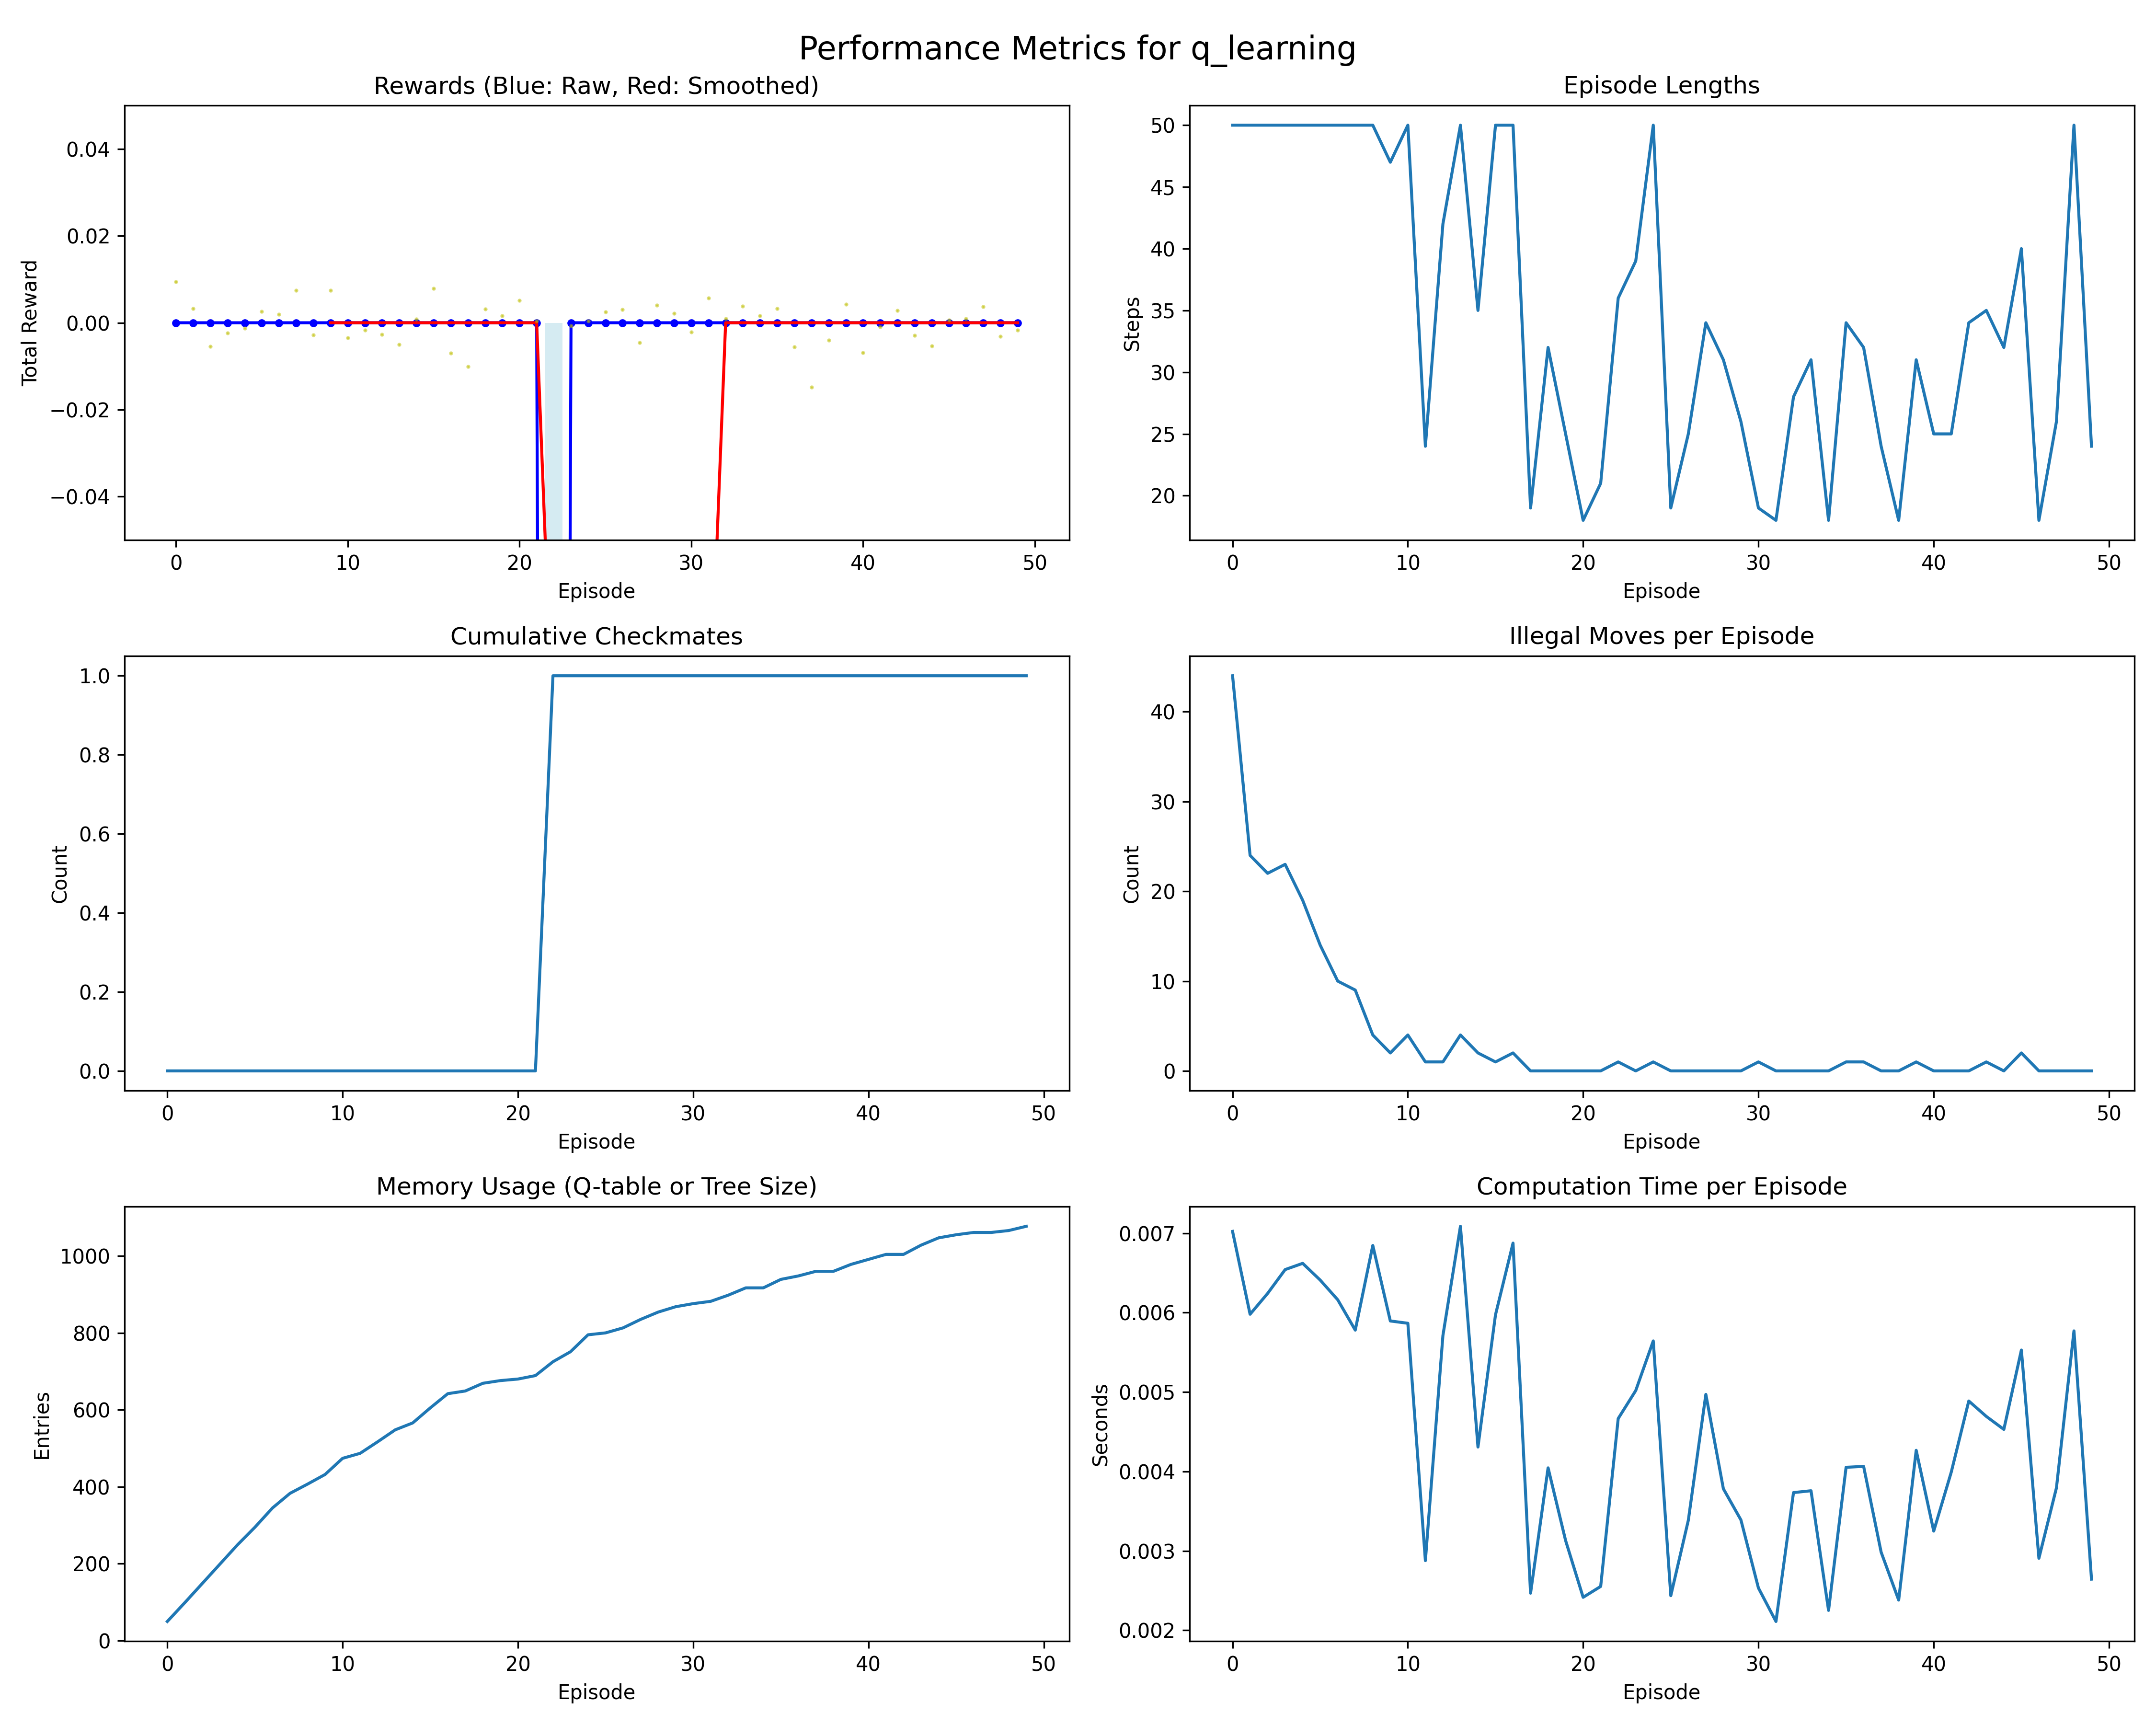 Performance Metrics for q_learning
Rewards (Blue: Raw, Red: Smoothed)
0.04
0.02
0.00
−0.02
−0.04
Total Reward
0 10 20 30 40 50
Episode
Episode Lengths
50
45
40
35
30
25
20
Steps
0 10 20 30 40 50
Episode
Cumulative Checkmates
1.0
0.8
0.6
0.4
0.2
0.0
Count
0 10 20 30 40 50
Episode
Illegal Moves per Episode
40
30
20
10
0
Count
0 10 20 30 40 50
Episode
Memory Usage (Q-table or Tree Size)
1000
800
600
400
200
0
Entries
0 10 20 30 40 50
Episode
Computation Time per Episode
0.007
0.006
0.005
0.004
0.003
0.002
Seconds
0 10 20 30 40 50
Episode